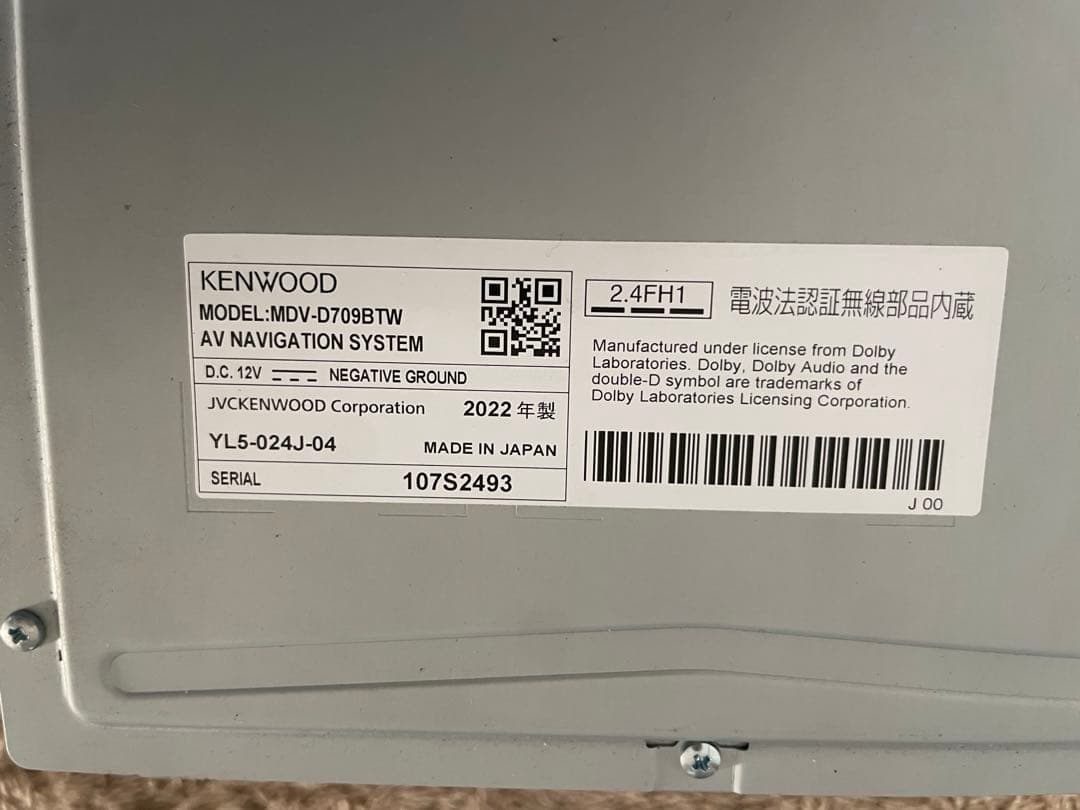 KENWOOD
MODEL:MDV-D709BTW
AV NAVIGATION SYSTEM
D.C. 12V NEGATIVE GROUND
JVCKENWOOD Corporation 2022 年製
YL5-024J-04 MADE IN JAPAN
SERIAL 107S2493
2.4FH1 電波法認証無線部品内蔵
Manufactured under license from Dolby
Laboratories. Dolby, Dolby Audio and the
double-D symbol are trademarks of
Dolby Laboratories Licensing Corporation.
J 00